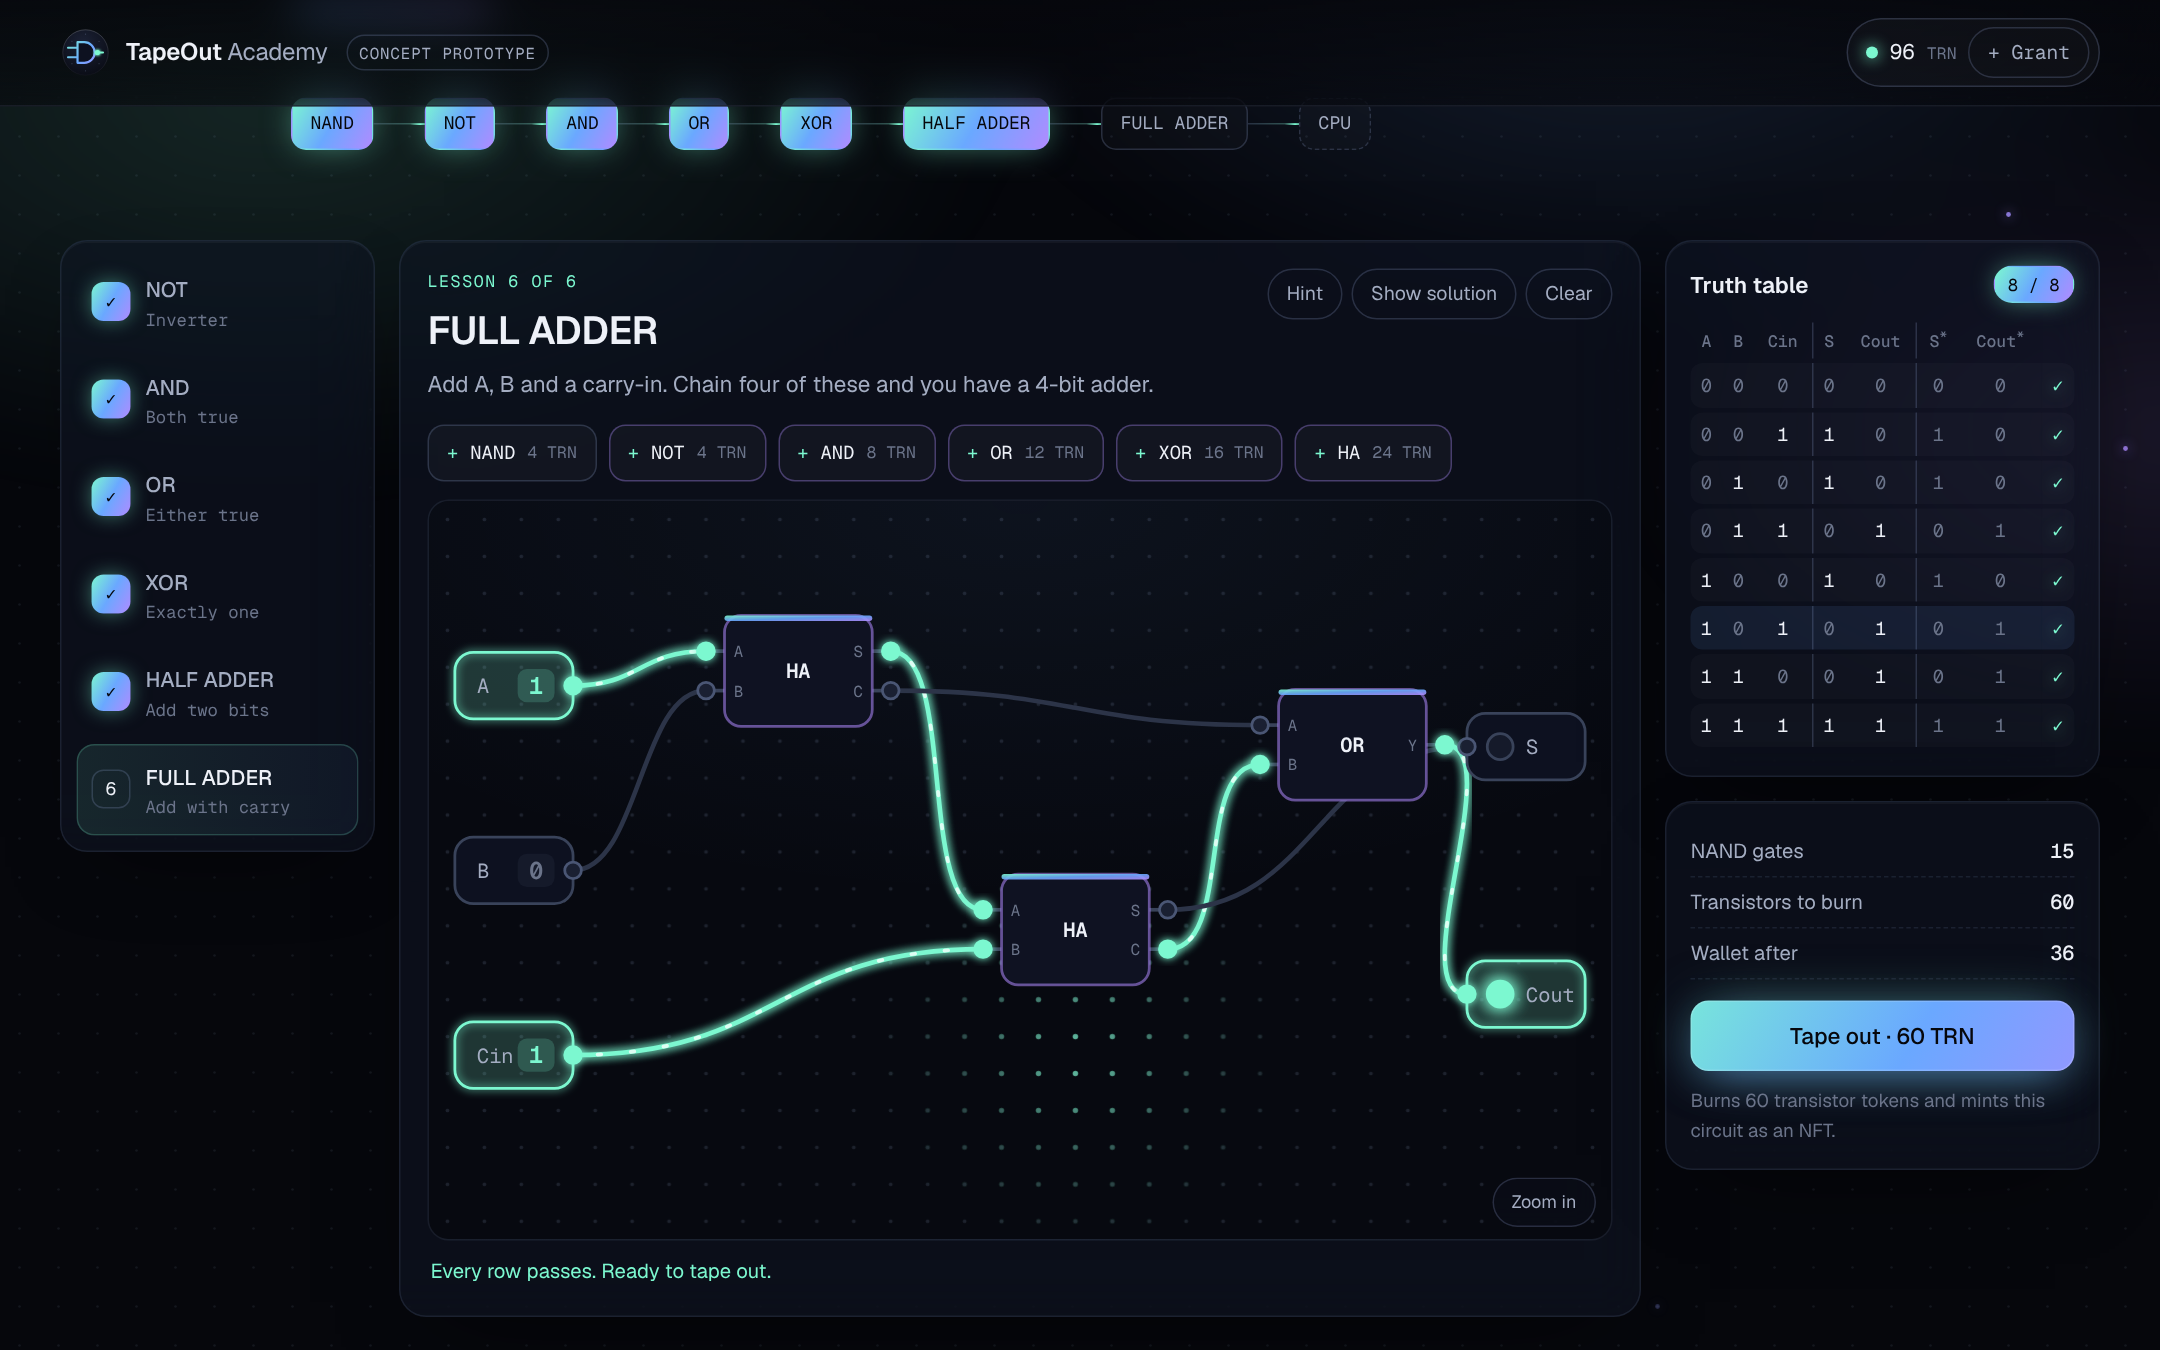 TapeOut Academy CONCEPT PROTOTYPE
96 TRN + Grant
NAND NOT AND OR XOR HALF ADDER FULL ADDER CPU
✓ NOT
Inverter
✓ AND
Both true
✓ OR
Either true
✓ XOR
Exactly one
✓ HALF ADDER
Add two bits
6 FULL ADDER
Add with carry
LESSON 6 OF 6
FULL ADDER
Hint Show solution Clear
Add A, B and a carry-in. Chain four of these and you have a 4-bit adder.
+ NAND 4 TRN + NOT 4 TRN + AND 8 TRN + OR 12 TRN + XOR 16 TRN + HA 24 TRN
A 1
B 0
Cin 1
A S
HA
B C
A S
HA
B C
A
OR Y
B
S
Cout
Zoom in
Every row passes. Ready to tape out.
Truth table 8 / 8
A B Cin S Cout S* Cout*
0 0 0 0 0 0 0 ✓
0 0 1 1 0 1 0 ✓
0 1 0 1 0 1 0 ✓
0 1 1 0 1 0 1 ✓
1 0 0 1 0 1 0 ✓
1 0 1 0 1 0 1 ✓
1 1 0 0 1 0 1 ✓
1 1 1 1 1 1 1 ✓
NAND gates 15
Transistors to burn 60
Wallet after 36
Tape out · 60 TRN
Burns 60 transistor tokens and mints this
circuit as an NFT.